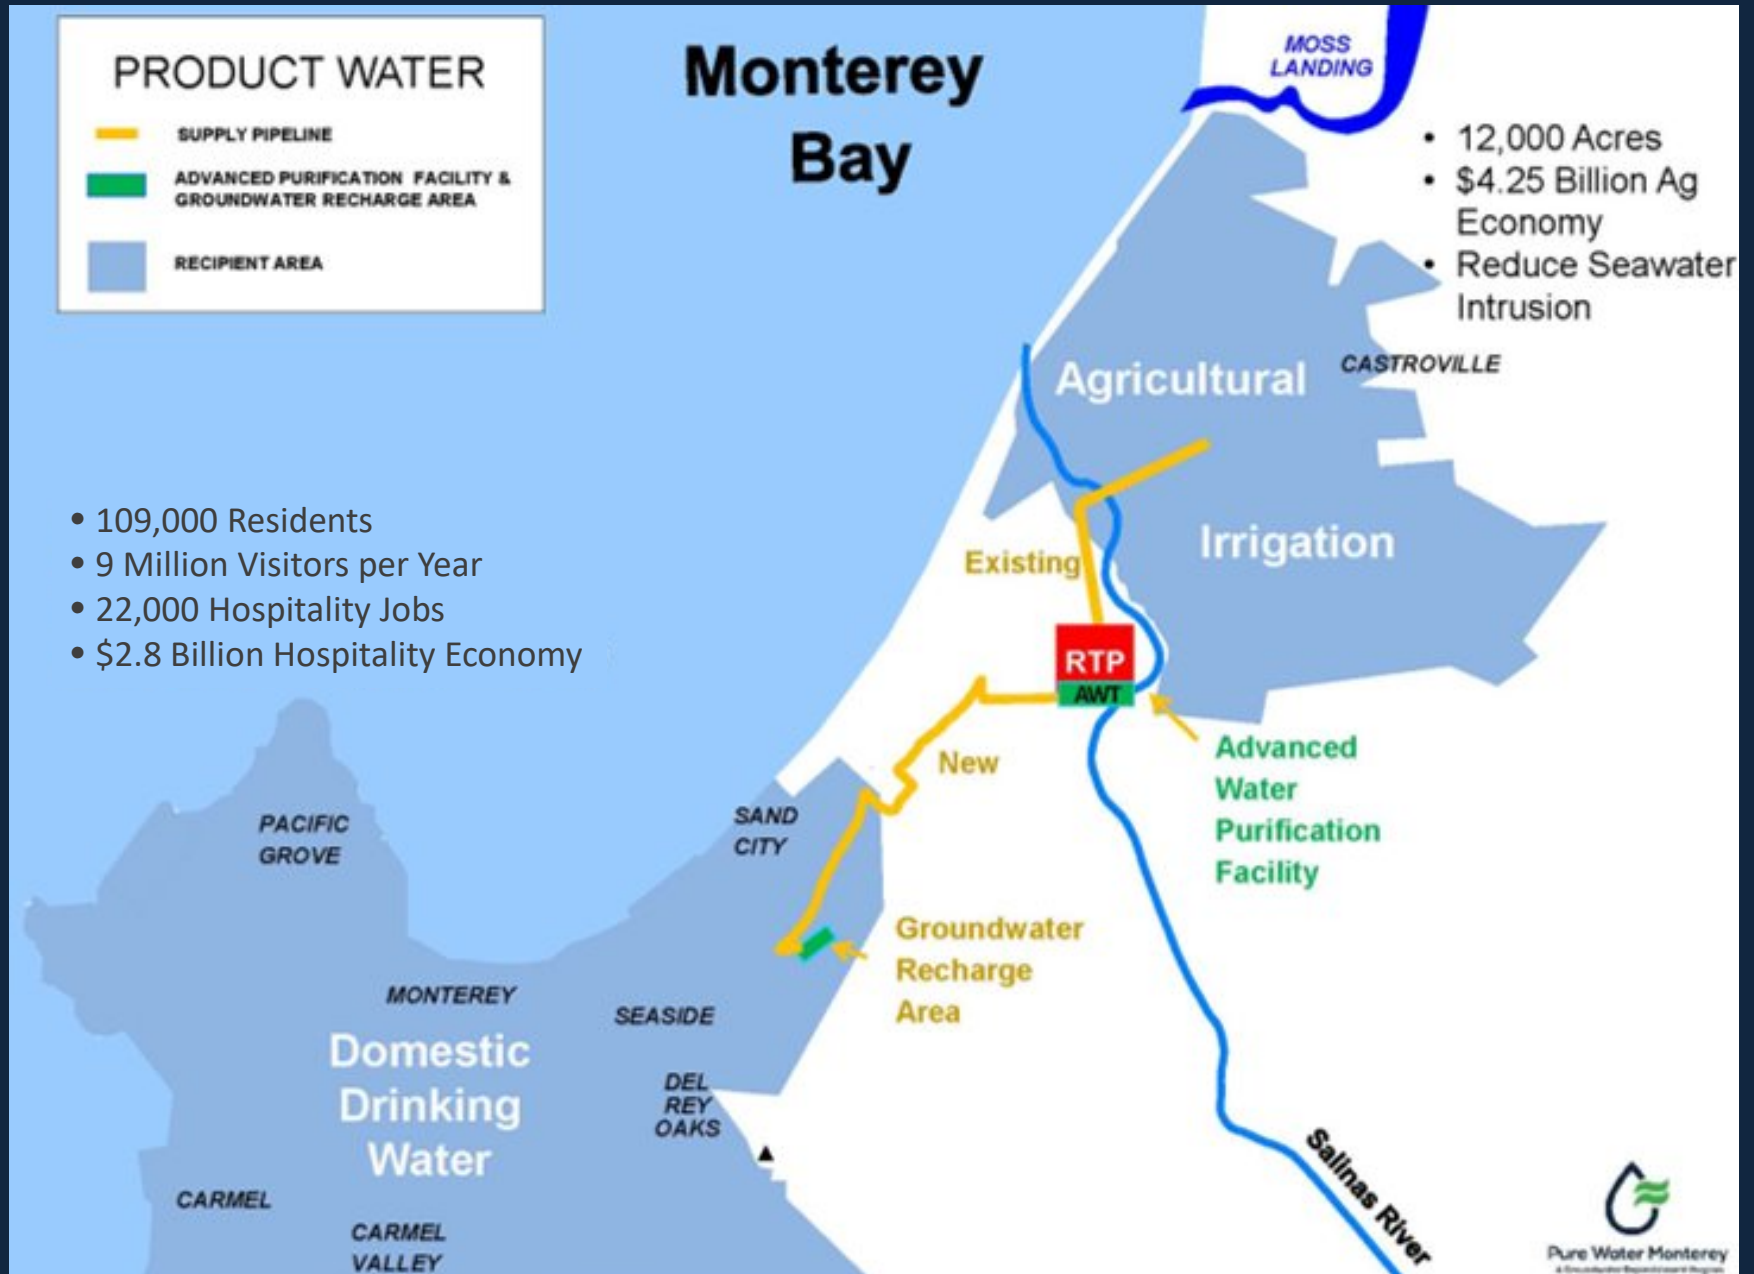 PRODUCT WATER
SUPPLY PIPELINE
ADVANCED PURIFICATION FACILITY &
GROUNDWATER RECHARGE AREA
RECIPIENT AREA
Monterey
Bay
MOSS
LANDING
• 12,000 Acres
• $4.25 Billion Ag
Economy
• Reduce Seawater
Intrusion
CASTROVILLE
Agricultural
Irrigation
• 109,000 Residents
• 9 Million Visitors per Year
• 22,000 Hospitality Jobs
• $2.8 Billion Hospitality Economy
Existing
RTP
AWT
New
Advanced
Water
Purification
Facility
SAND
CITY
PACIFIC
GROVE
Groundwater
Recharge
Area
MONTEREY
SEASIDE
Domestic
Drinking
Water
DEL
REY
OAKS
CARMEL
CARMEL
VALLEY
Salinas River
Pure Water Monterey